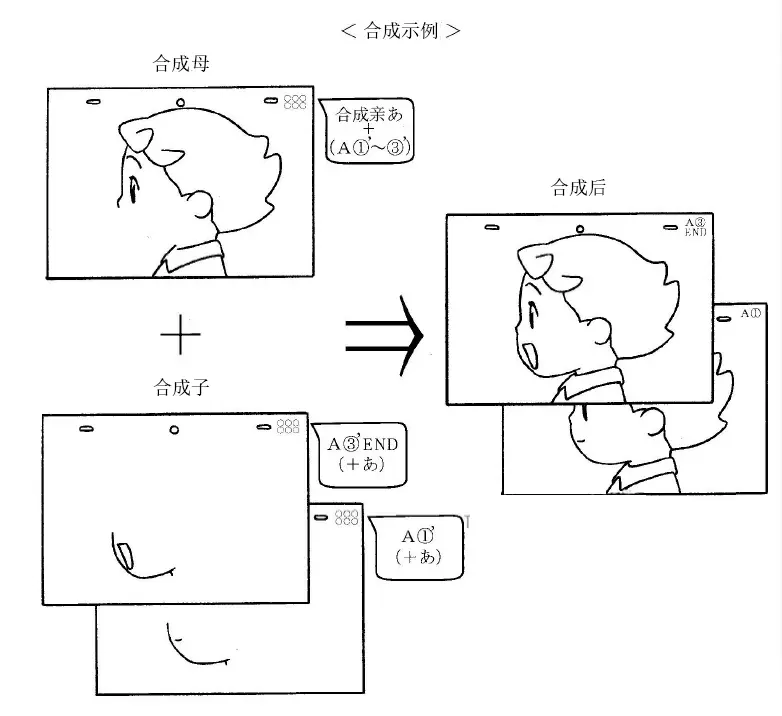 ＜合成示例＞
合成母
合成亲あ
+
(A①'～③')
合成后
A③
END
A①
合成子
A③'END
(+あ)
A①'
(+あ)